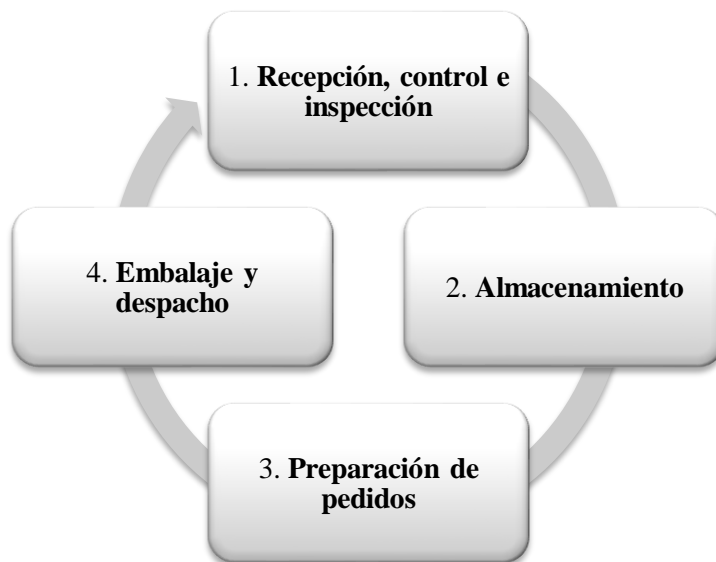 1. Recepción, control e
inspección
2. Almacenamiento
3. Preparación de
pedidos
4. Embalaje y
despacho